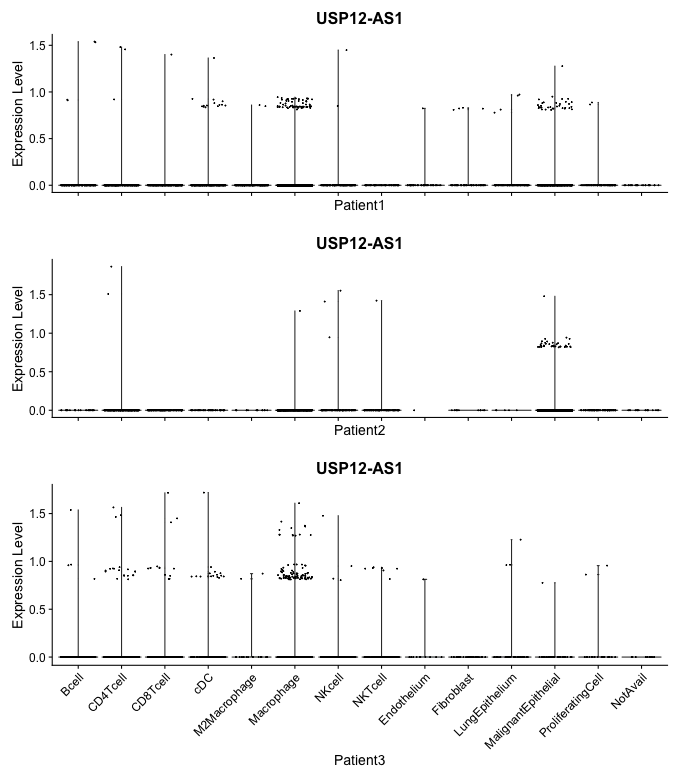 USP12-AS1
Expression Level
1.5
1.0
0.5
0.0
Patient1
USP12-AS1
Expression Level
1.5
1.0
0.5
0.0
Patient2
USP12-AS1
Expression Level
1.5
1.0
0.5
0.0
Bcell
CD4Tcell
CD8Tcell
cDC
M2Macrophage
Macrophage
NKcell
NKTcell
Endothelium
Fibroblast
LungEpithelium
MalignantEpithelial
ProliferatingCell
NotAvail
Patient3